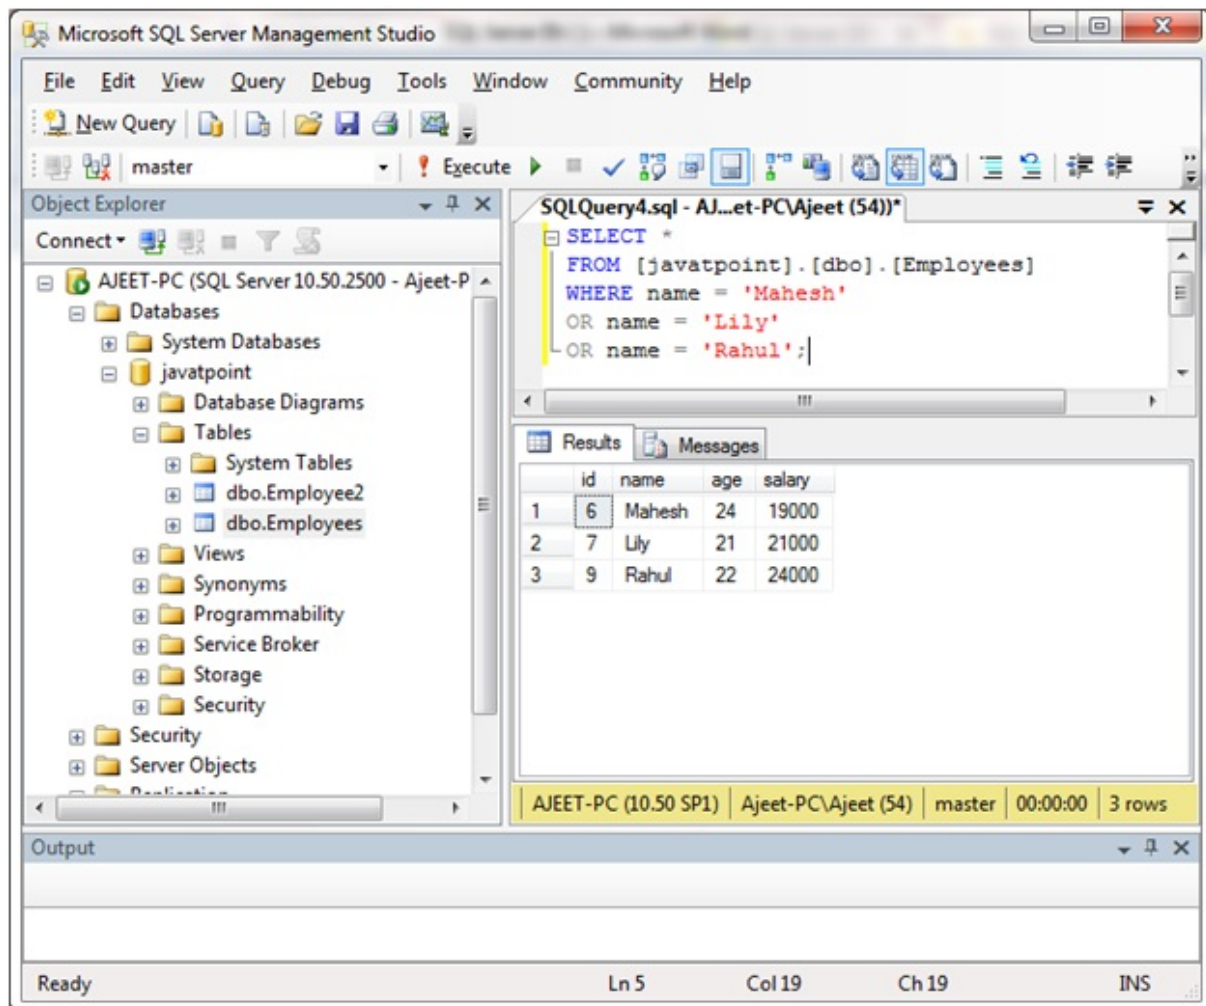 Microsoft SQL Server Management Studio
File Edit View Query Debug Tools Window Community Help
New Query
master Execute
Object Explorer
Connect
AJEET-PC (SQL Server 10.50.2500 - Ajeet-P
Databases
System Databases
javatpoint
Database Diagrams
Tables
System Tables
dbo.Employee2
dbo.Employees
Views
Synonyms
Programmability
Service Broker
Storage
Security
Security
Server Objects
Replication
SQLQuery4.sql - AJ...et-PC\Ajeet (54))*
SELECT *
FROM [javatpoint].[dbo].[Employees]
WHERE name = 'Mahesh'
OR name = 'Lily'
OR name = 'Rahul';
Results Messages
id name age salary
1 6 Mahesh 24 19000
2 7 Lily 21 21000
3 9 Rahul 22 24000
AJEET-PC (10.50 SP1) Ajeet-PC\Ajeet (54) master 00:00:00 3 rows
Output
Ready Ln 5 Col 19 Ch 19 INS